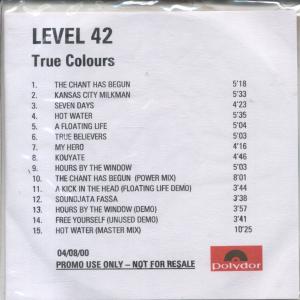 LEVEL 42
True Colours
1. THE CHANT HAS BEGUN 5'18
2. KANSAS CITY MILKMAN 5'33
3. SEVEN DAYS 4'23
4. HOT WATER 5'35
5. A FLOATING LIFE 5'04
6. TRUE BELIEVERS 5'03
7. MY HERO 4'16
8. KOUYATE 4'46
9. HOURS BY THE WINDOW 5'03
10. THE CHANT HAS BEGUN (POWER MIX) 8'01
11. A KICK IN THE HEAD (FLOATING LIFE DEMO) 3'44
12. SOUNDJATA FASSA 3'38
13. HOURS BY THE WINDOW (DEMO) 3'57
14. FREE YOURSELF (UNUSED DEMO) 3'41
15. HOT WATER (MASTER MIX) 10'25
04/08/00
PROMO USE ONLY – NOT FOR RESALE
Polydor